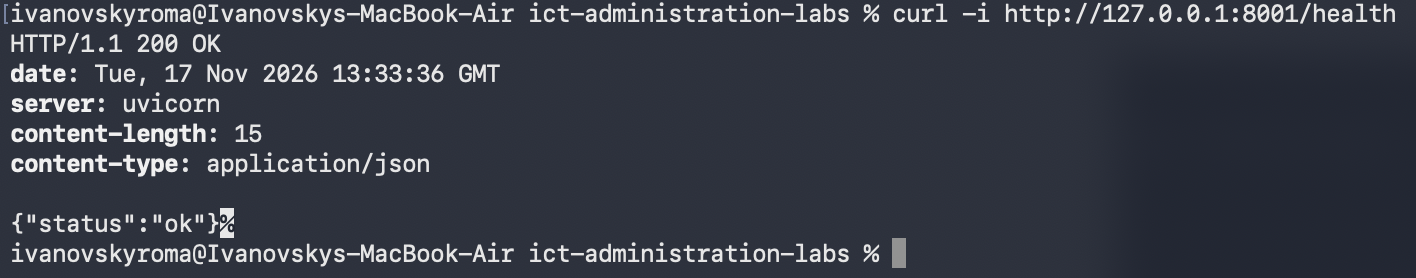 [ivanovskyroma@Ivanovskys-MacBook-Air ict-administration-labs % curl -i http://127.0.0.1:8001/health
HTTP/1.1 200 OK
date: Tue, 17 Nov 2026 13:33:36 GMT
server: uvicorn
content-length: 15
content-type: application/json

{"status":"ok"}%
ivanovskyroma@Ivanovskys-MacBook-Air ict-administration-labs %